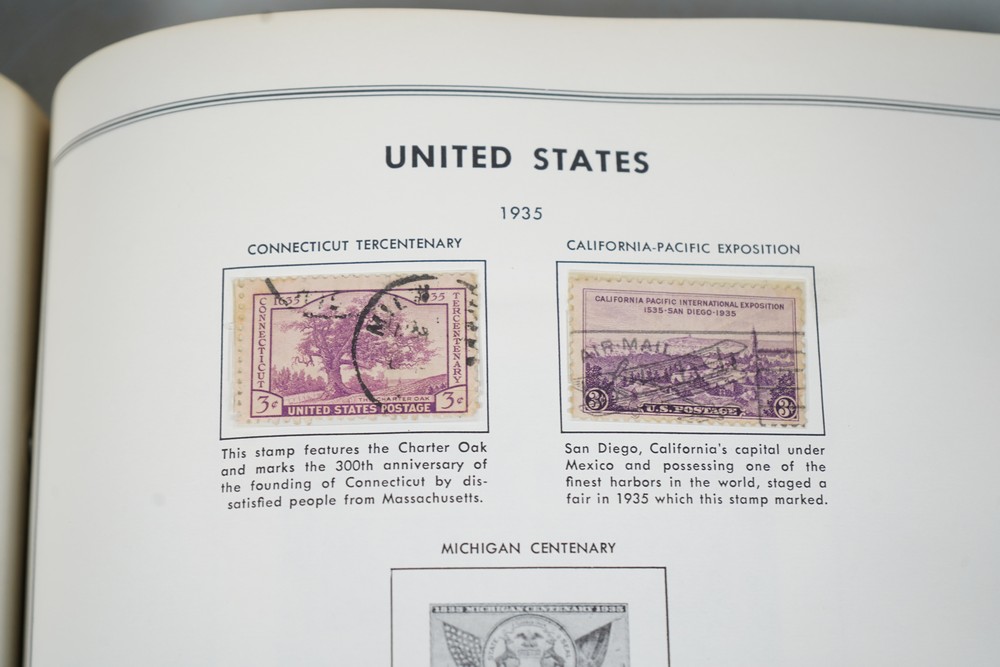 UNITED STATES
1935
CONNECTICUT TERCENTENARY
1635 1935
CONNECTICUT
TERCENTENARY
THE CHARTER OAK
3¢ UNITED STATES POSTAGE 3¢
This stamp features the Charter Oak
and marks the 300th anniversary of
the founding of Connecticut by dis-
satisfied people from Massachusetts.
CALIFORNIA-PACIFIC EXPOSITION
CALIFORNIA PACIFIC INTERNATIONAL EXPOSITION
1535-SAN DIEGO-1935
AIR-MAIL
3¢ U.S. POSTAGE 3¢
San Diego, California's capital under
Mexico and possessing one of the
finest harbors in the world, staged a
fair in 1935 which this stamp marked.
MICHIGAN CENTENARY
1835 MICHIGAN CENTENARY 1935